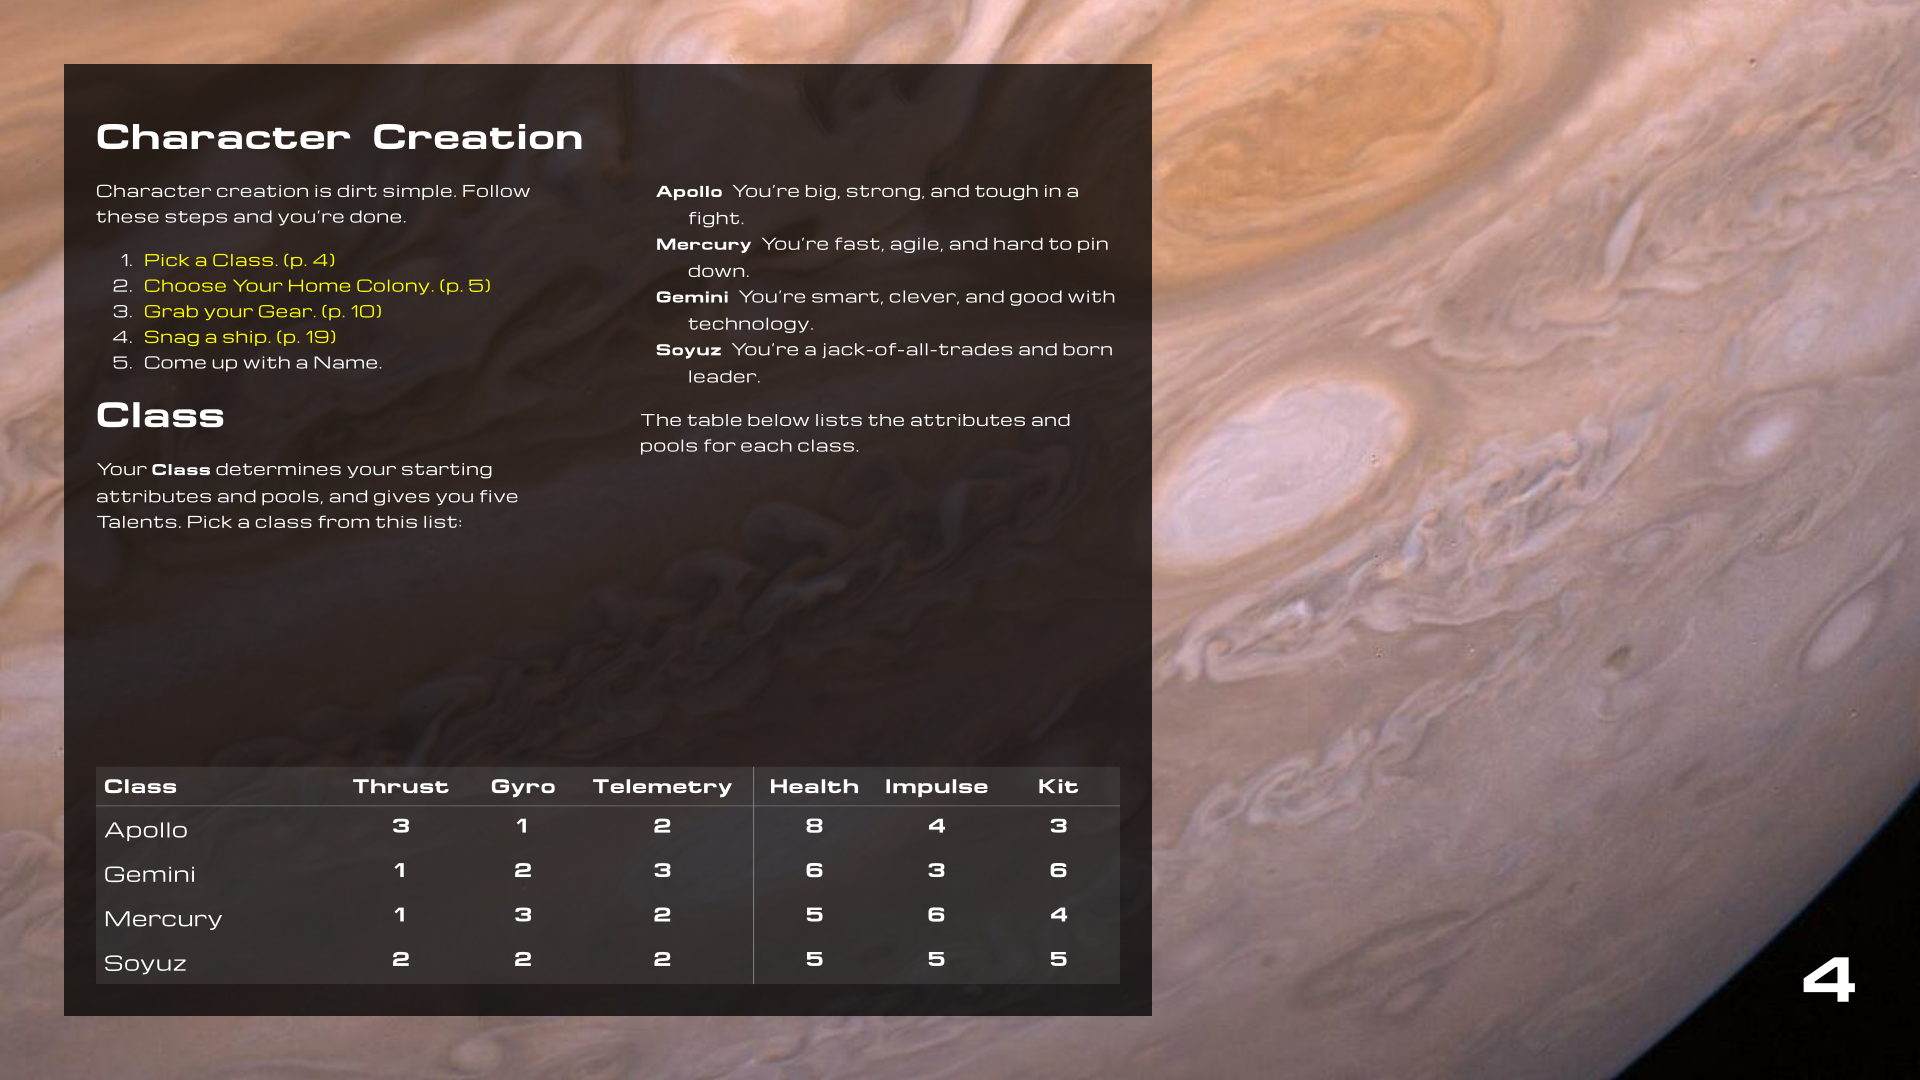 Character Creation
Character creation is dirt simple. Follow
these steps and you're done.
1. Pick a Class. (p. 4)
2. Choose Your Home Colony. (p. 5)
3. Grab your Gear. (p. 10)
4. Snag a ship. (p. 19)
5. Come up with a Name.
Class
Your Class determines your starting
attributes and pools, and gives you five
Talents. Pick a class from this list:
Apollo You're big, strong, and tough in a
fight.
Mercury You're fast, agile, and hard to pin
down.
Gemini You're smart, clever, and good with
technology.
Soyuz You're a jack-of-all-trades and born
leader.
The table below lists the attributes and
pools for each class.
Class Thrust Gyro Telemetry Health Impulse Kit
Apollo 3 1 2 8 4 3
Gemini 1 2 3 6 3 6
Mercury 1 3 2 5 6 4
Soyuz 2 2 2 5 5 5
4